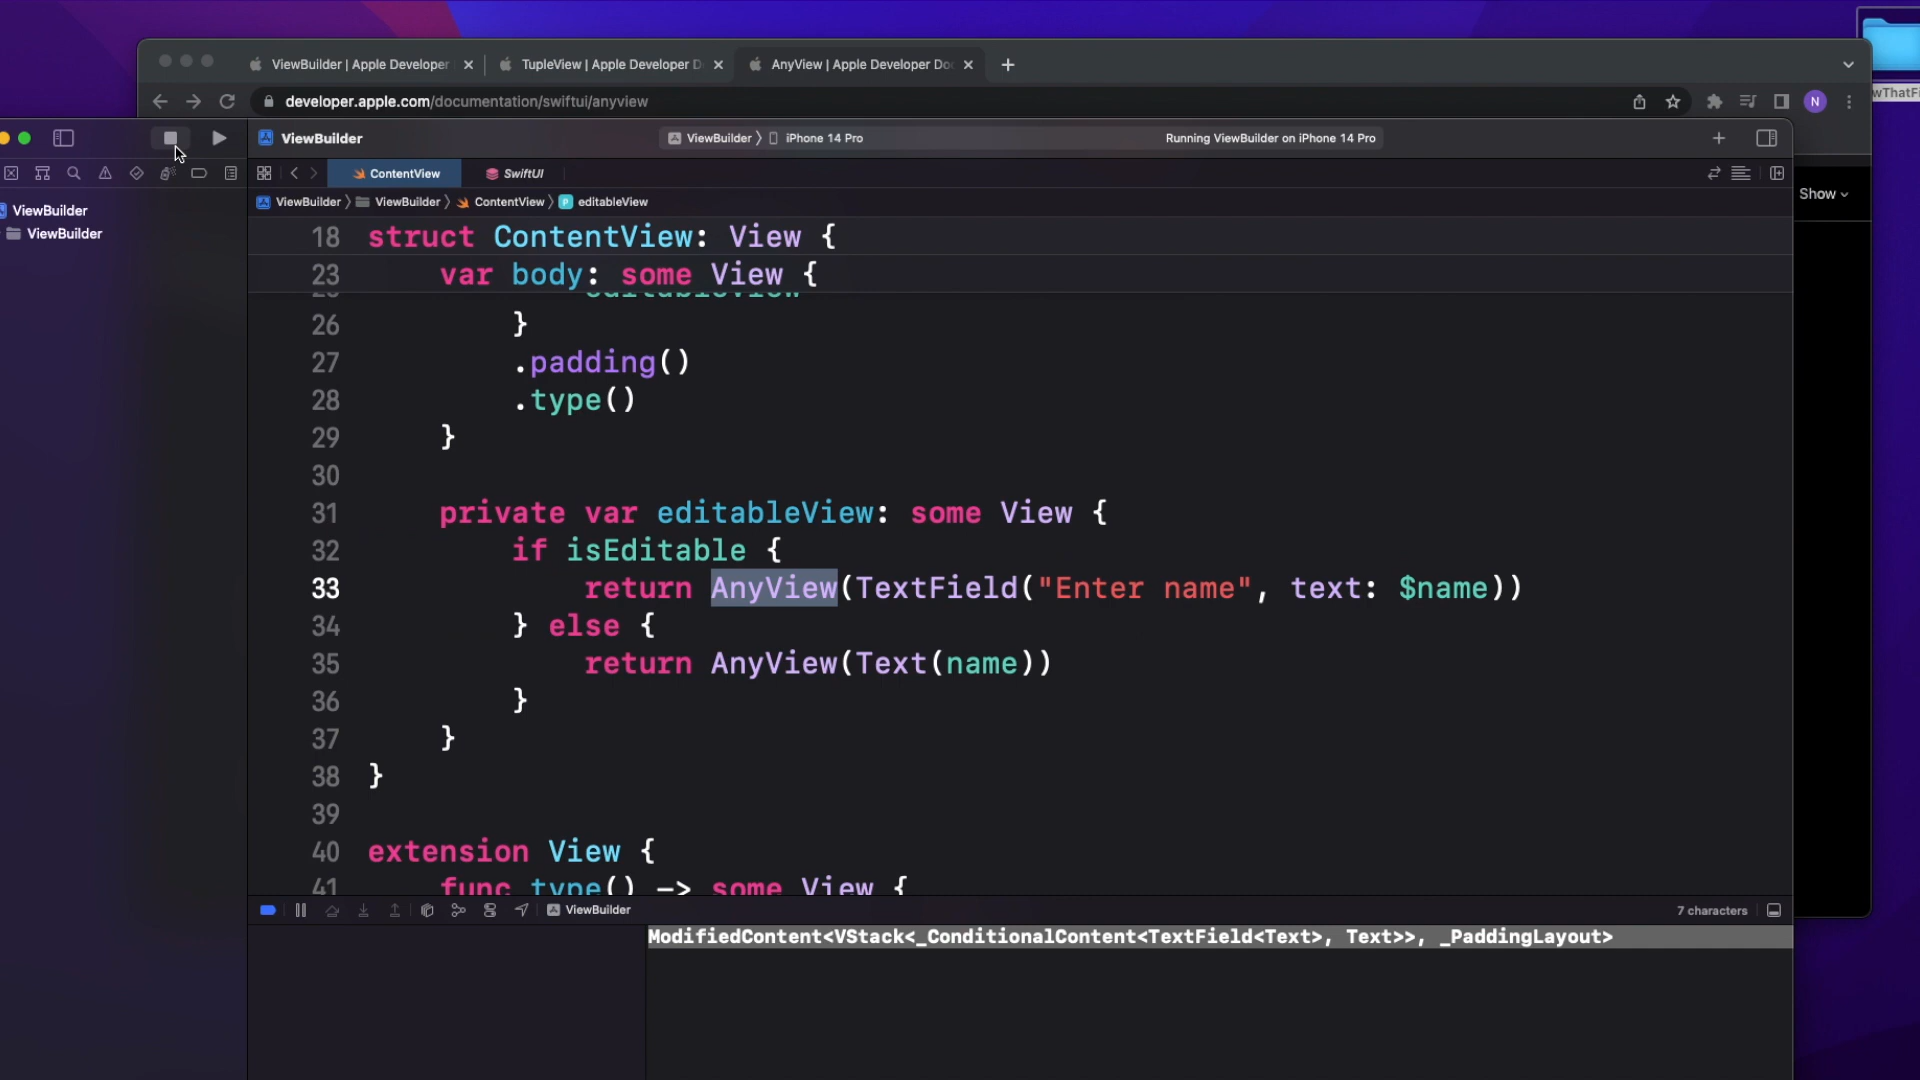 ViewBuilder | Apple Developer
TupleView | Apple Developer D
AnyView | Apple Developer Doc
developer.apple.com/documentation/swiftui/anyview
N
wThatFi
ViewBuilder
ViewBuilder
iPhone 14 Pro
Running ViewBuilder on iPhone 14 Pro
ContentView
SwiftUI
Show
ViewBuilder
ViewBuilder
ContentView
P
editableView
ViewBuilder
ViewBuilder
18 struct ContentView: View {
23 var body: some View {
editableView
26 }
27 .padding()
28 .type()
29 }
30
31 private var editableView: some View {
32 if isEditable {
33 return AnyView(TextField("Enter name", text: $name))
34 } else {
35 return AnyView(Text(name))
36 }
37 }
38 }
39
40 extension View {
41 func type() -> some View {
ViewBuilder
7 characters
ModifiedContent<VStack<_ConditionalContent<TextField<Text>, Text>>, _PaddingLayout>